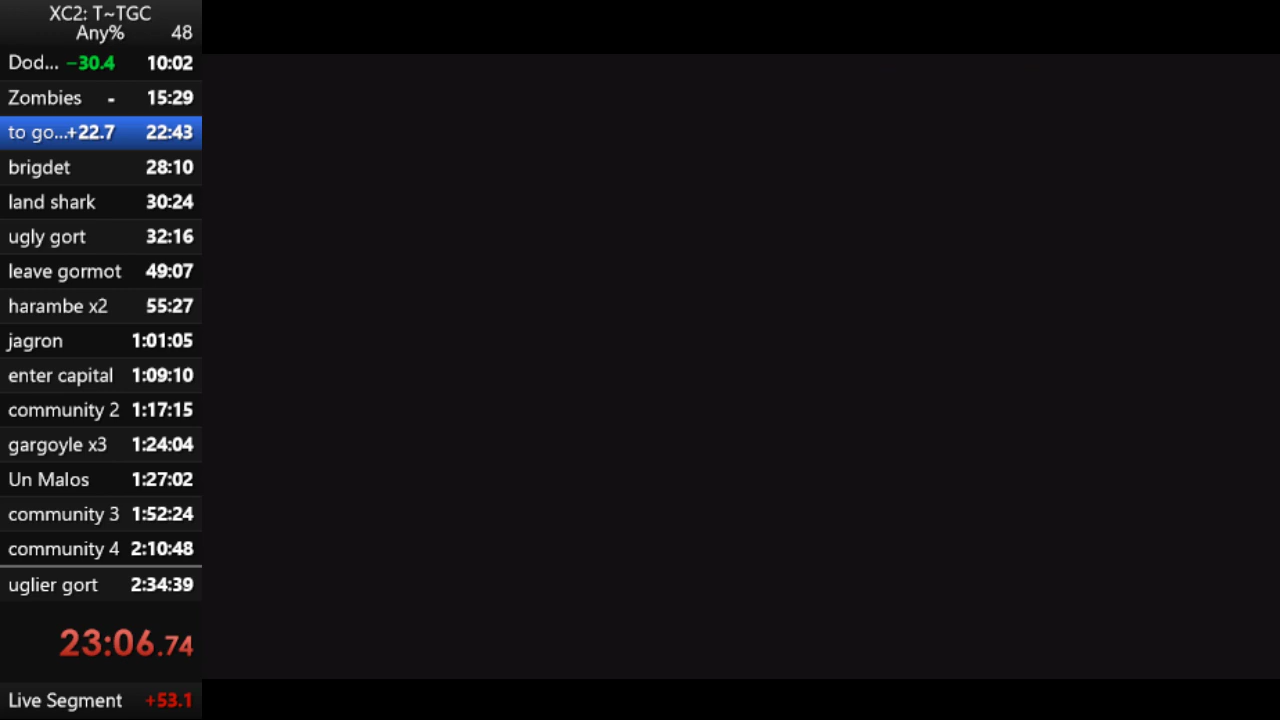 XC2: T~TGC
Any% 48
Dod... −30.4 10:02
Zombies - 15:29
to go...+22.7 22:43
brigdet 28:10
land shark 30:24
ugly gort 32:16
leave gormot 49:07
harambe x2 55:27
jagron 1:01:05
enter capital 1:09:10
community 2 1:17:15
gargoyle x3 1:24:04
Un Malos 1:27:02
community 3 1:52:24
community 4 2:10:48
uglier gort 2:34:39
23:06.74
Live Segment +53.1